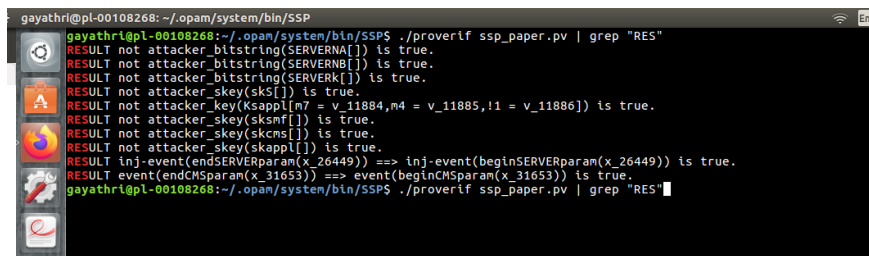 gayathri@pl-00108268: ~/.opam/system/bin/SSP
gayathri@pl-00108268:~/.opam/system/bin/SSP$ ./proverif ssp_paper.pv | grep "RES"
RESULT not attacker_bitstring(SERVERNA[]) is true.
RESULT not attacker_bitstring(SERVERNB[]) is true.
RESULT not attacker_bitstring(SERVERk[]) is true.
RESULT not attacker_skey(skS[]) is true.
RESULT not attacker_key(Ksappl[m7 = v_11884,m4 = v_11885,!1 = v_11886]) is true.
RESULT not attacker_skey(sksmf[]) is true.
RESULT not attacker_skey(skcms[]) is true.
RESULT not attacker_skey(skappl[]) is true.
RESULT inj-event(endSERVERparam(x_26449)) ==> inj-event(beginSERVERparam(x_26449)) is true.
RESULT event(endCMSparam(x_31653)) ==> event(beginCMSparam(x_31653)) is true.
gayathri@pl-00108268:~/.opam/system/bin/SSP$ ./proverif ssp_paper.pv | grep "RES"